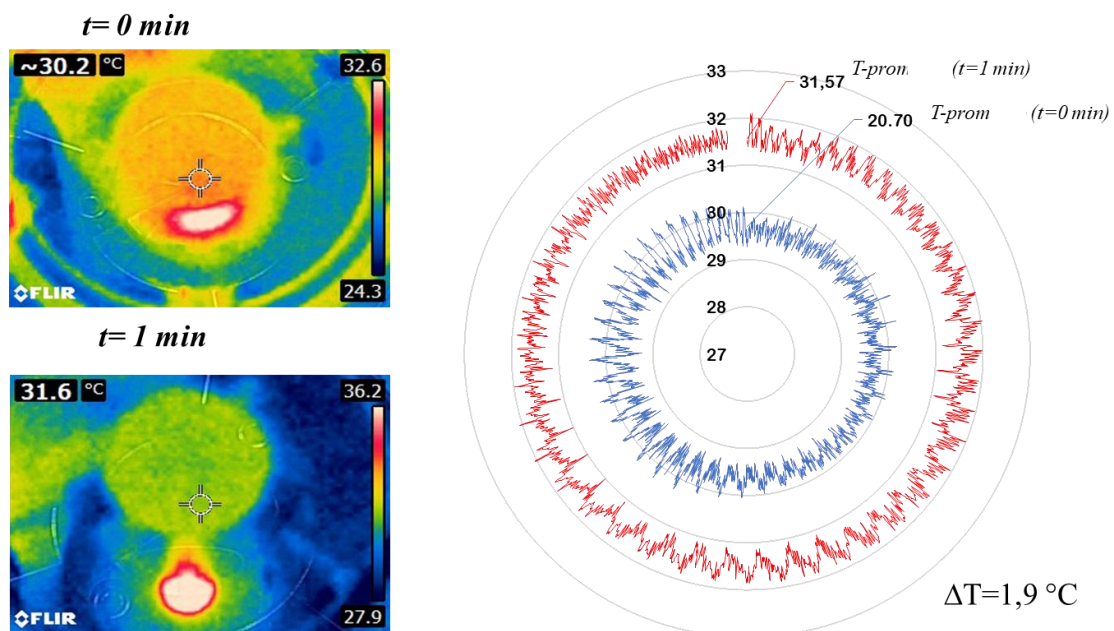 t= 0 min
~30.2 °C
32.6
24.3
FLIR
t= 1 min
31.6 °C
36.2
27.9
FLIR
33
32
31
30
29
28
27
31,57 T-prom (t=1 min)
20.70 T-prom (t=0 min)
ΔT=1,9 °C